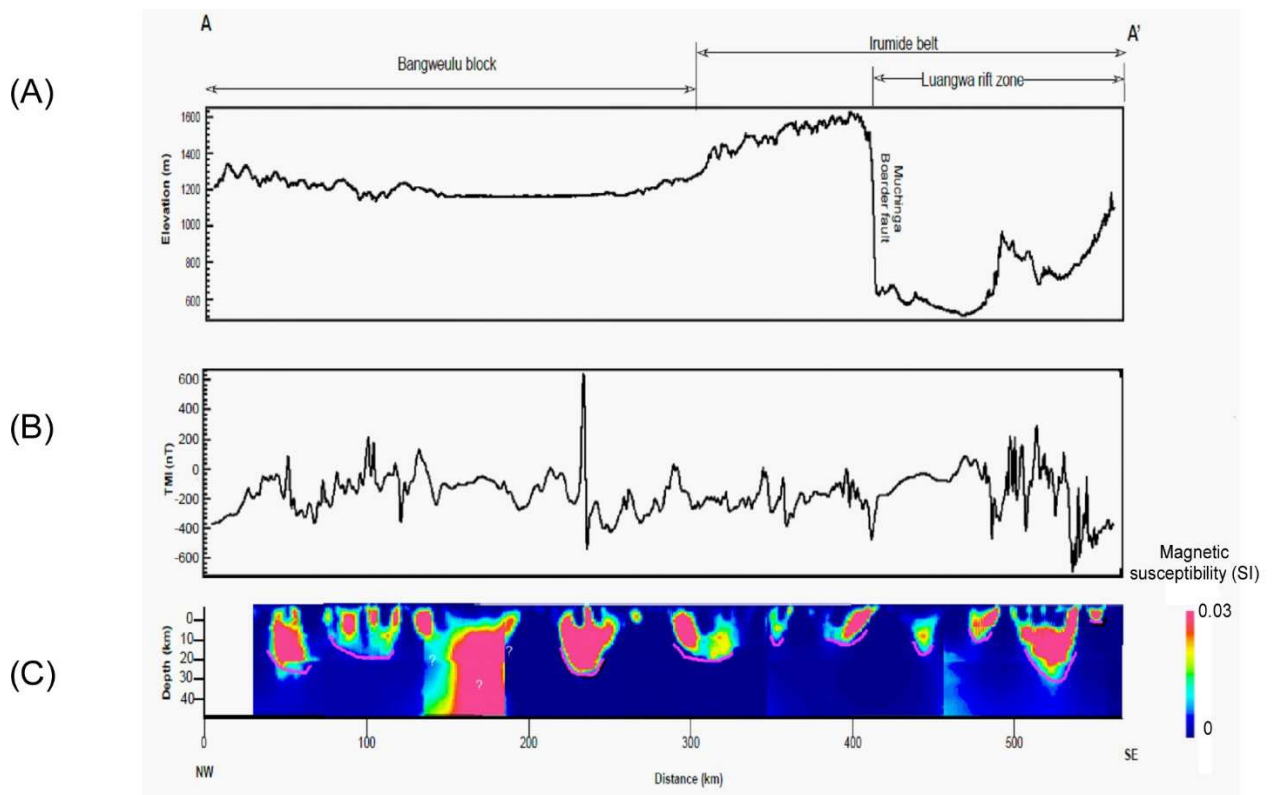 A
A'
Irumide belt
Bangweulu block
Luangwa rift zone
(A)
1600
1400
1200
1000
800
600
Elevation (m)
Muchinga
Boarder fault
(B)
600
400
200
0
-200
-400
-600
TMI (nT)
Magnetic
susceptibility (SI)
0.03
0
(C)
0
10
20
30
40
Depth (km)
?
?
?
0
100
200
300
400
500
NW
Distance (km)
SE